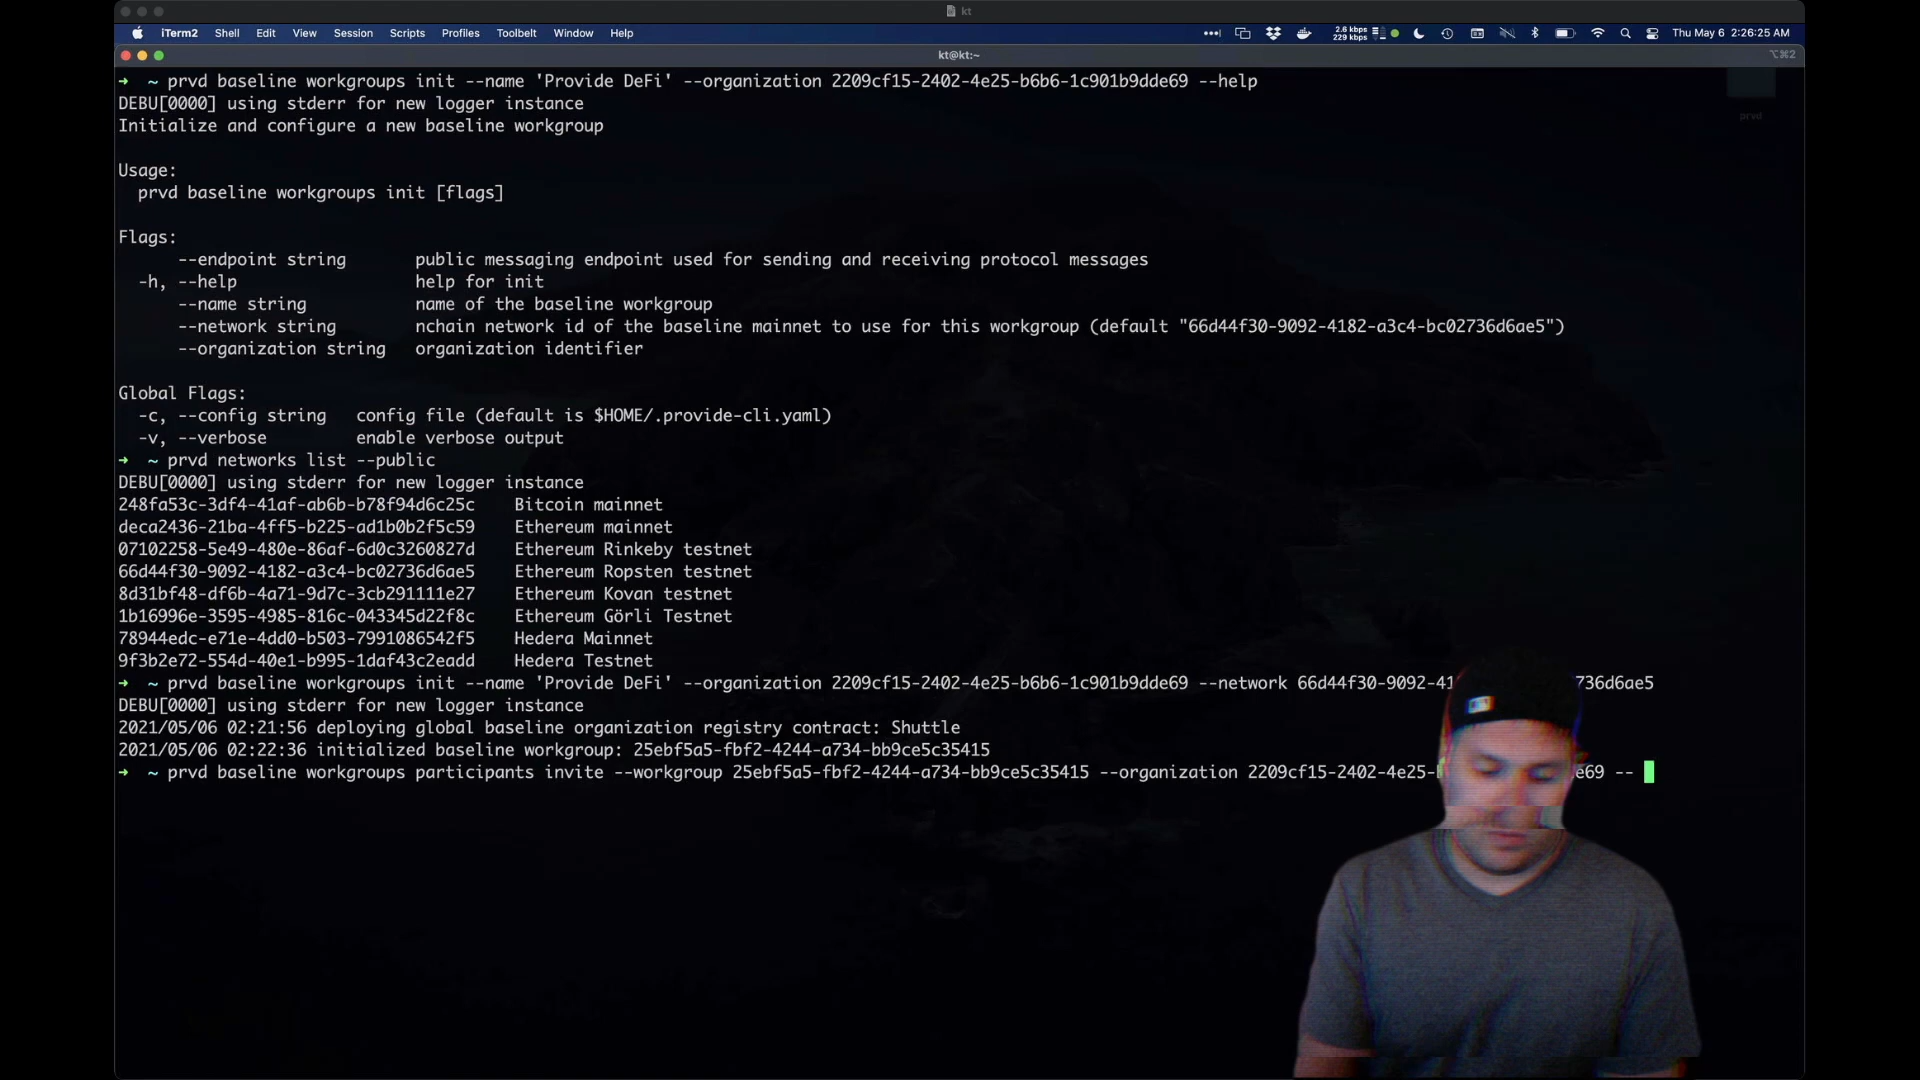 kt
iTerm2 Shell Edit View Session Scripts Profiles Toolbelt Window Help 2.6 kbps 229 kbps Thu May 6 2:26:25 AM
kt@kt:~ ⌥⌘2
➜ ~ prvd baseline workgroups init --name 'Provide DeFi' --organization 2209cf15-2402-4e25-b6b6-1c901b9dde69 --help
DEBU[0000] using stderr for new logger instance
Initialize and configure a new baseline workgroup
prvd
Usage:
prvd baseline workgroups init [flags]
Flags:
--endpoint string public messaging endpoint used for sending and receiving protocol messages
-h, --help help for init
--name string name of the baseline workgroup
--network string nchain network id of the baseline mainnet to use for this workgroup (default "66d44f30-9092-4182-a3c4-bc02736d6ae5")
--organization string organization identifier
Global Flags:
-c, --config string config file (default is $HOME/.provide-cli.yaml)
-v, --verbose enable verbose output
➜ ~ prvd networks list --public
DEBU[0000] using stderr for new logger instance
248fa53c-3df4-41af-ab6b-b78f94d6c25c Bitcoin mainnet
deca2436-21ba-4ff5-b225-ad1b0b2f5c59 Ethereum mainnet
07102258-5e49-480e-86af-6d0c3260827d Ethereum Rinkeby testnet
66d44f30-9092-4182-a3c4-bc02736d6ae5 Ethereum Ropsten testnet
8d31bf48-df6b-4a71-9d7c-3cb291111e27 Ethereum Kovan testnet
1b16996e-3595-4985-816c-043345d22f8c Ethereum Görli Testnet
78944edc-e71e-4dd0-b503-7991086542f5 Hedera Mainnet
9f3b2e72-554d-40e1-b995-1daf43c2eadd Hedera Testnet
➜ ~ prvd baseline workgroups init --name 'Provide DeFi' --organization 2209cf15-2402-4e25-b6b6-1c901b9dde69 --network 66d44f30-9092-41 736d6ae5
DEBU[0000] using stderr for new logger instance
2021/05/06 02:21:56 deploying global baseline organization registry contract: Shuttle
2021/05/06 02:22:36 initialized baseline workgroup: 25ebf5a5-fbf2-4244-a734-bb9ce5c35415
➜ ~ prvd baseline workgroups participants invite --workgroup 25ebf5a5-fbf2-4244-a734-bb9ce5c35415 --organization 2209cf15-2402-4e25- e69 --